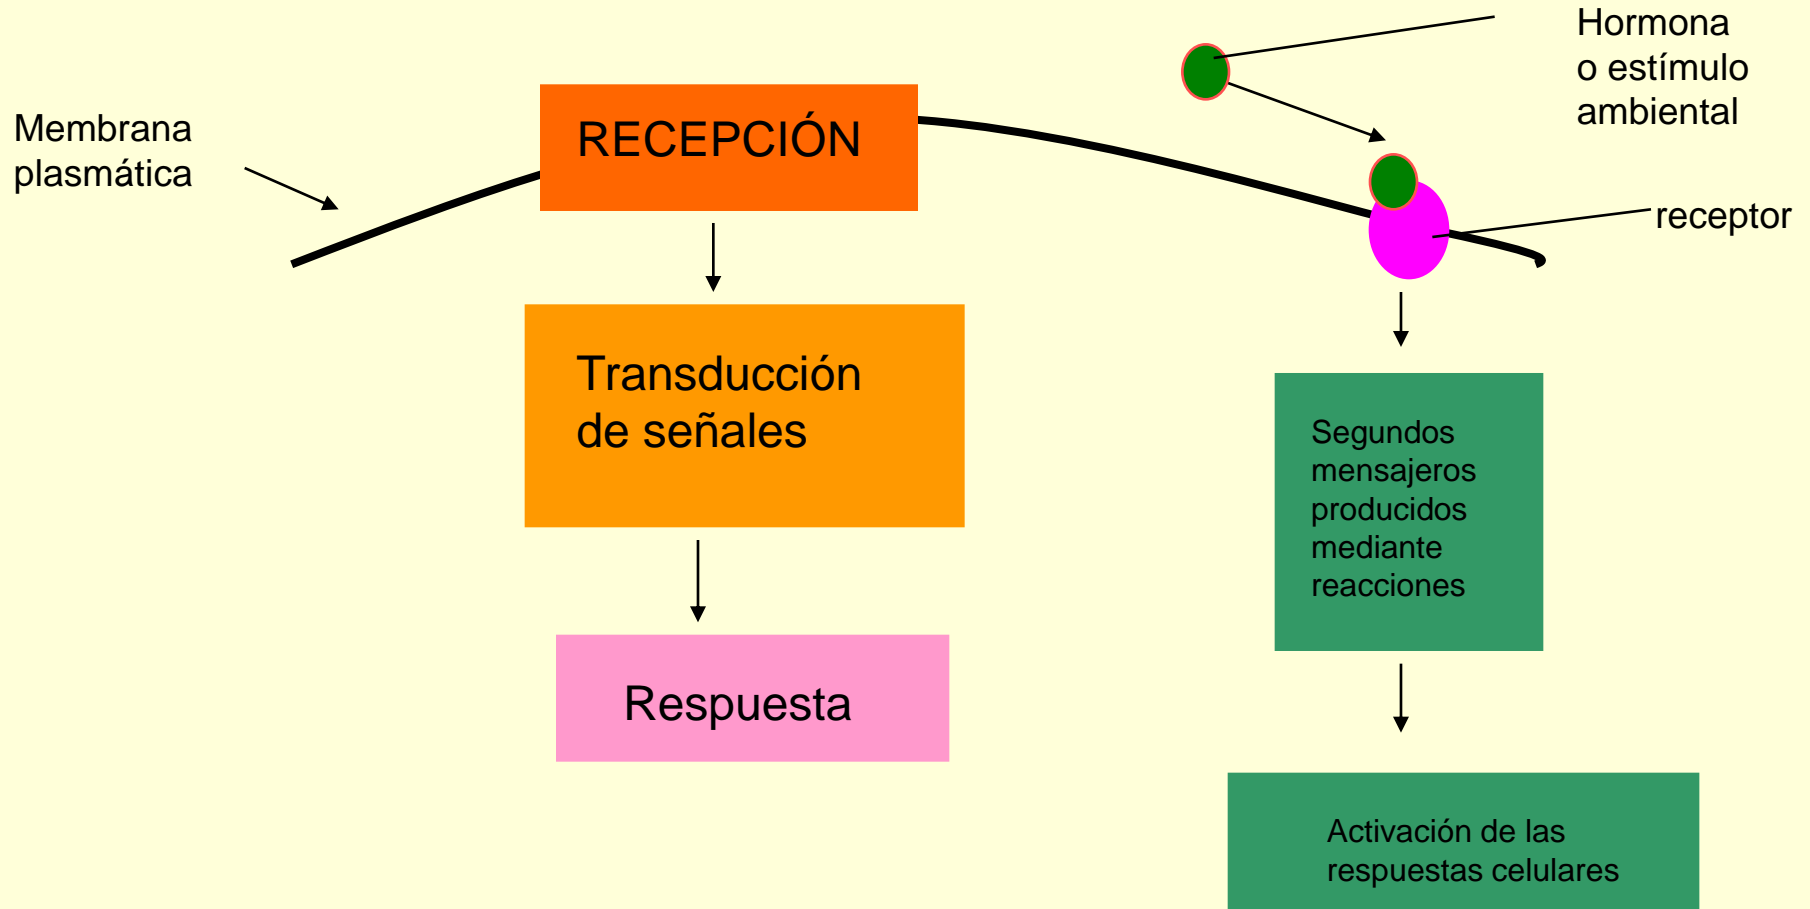 Membrana
plasmática
RECEPCIÓN
Hormona
o estímulo
ambiental
receptor
Transducción
de señales
Respuesta
Segundos
mensajeros
producidos
mediante
reacciones
Activación de las
respuestas celulares